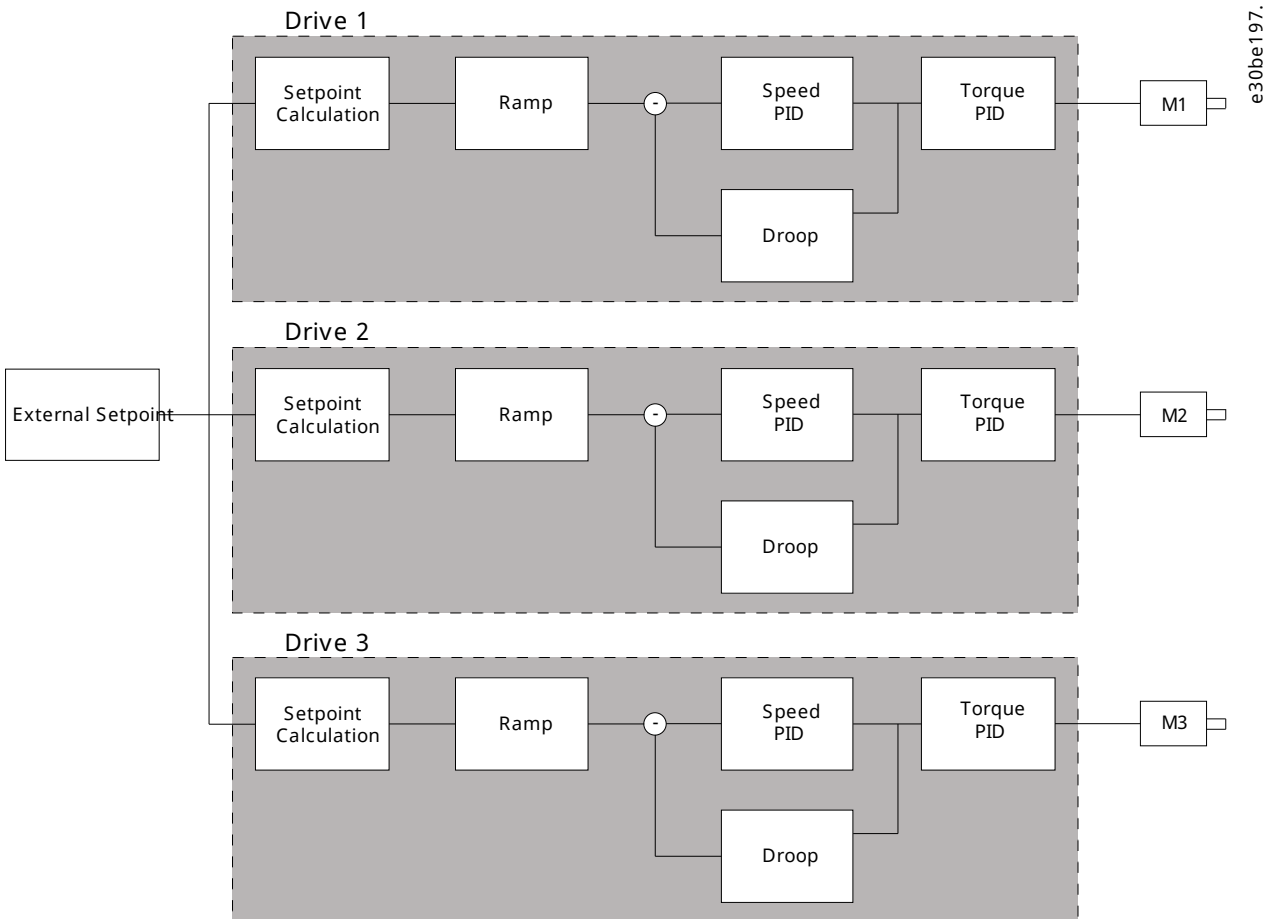 Drive 1
Setpoint
Calculation
Ramp
-
Speed
PID
Torque
PID
M1
Droop
e30be197.
Drive 2
External Setpoint
Setpoint
Calculation
Ramp
-
Speed
PID
Torque
PID
M2
Droop
Drive 3
Setpoint
Calculation
Ramp
-
Speed
PID
Torque
PID
M3
Droop